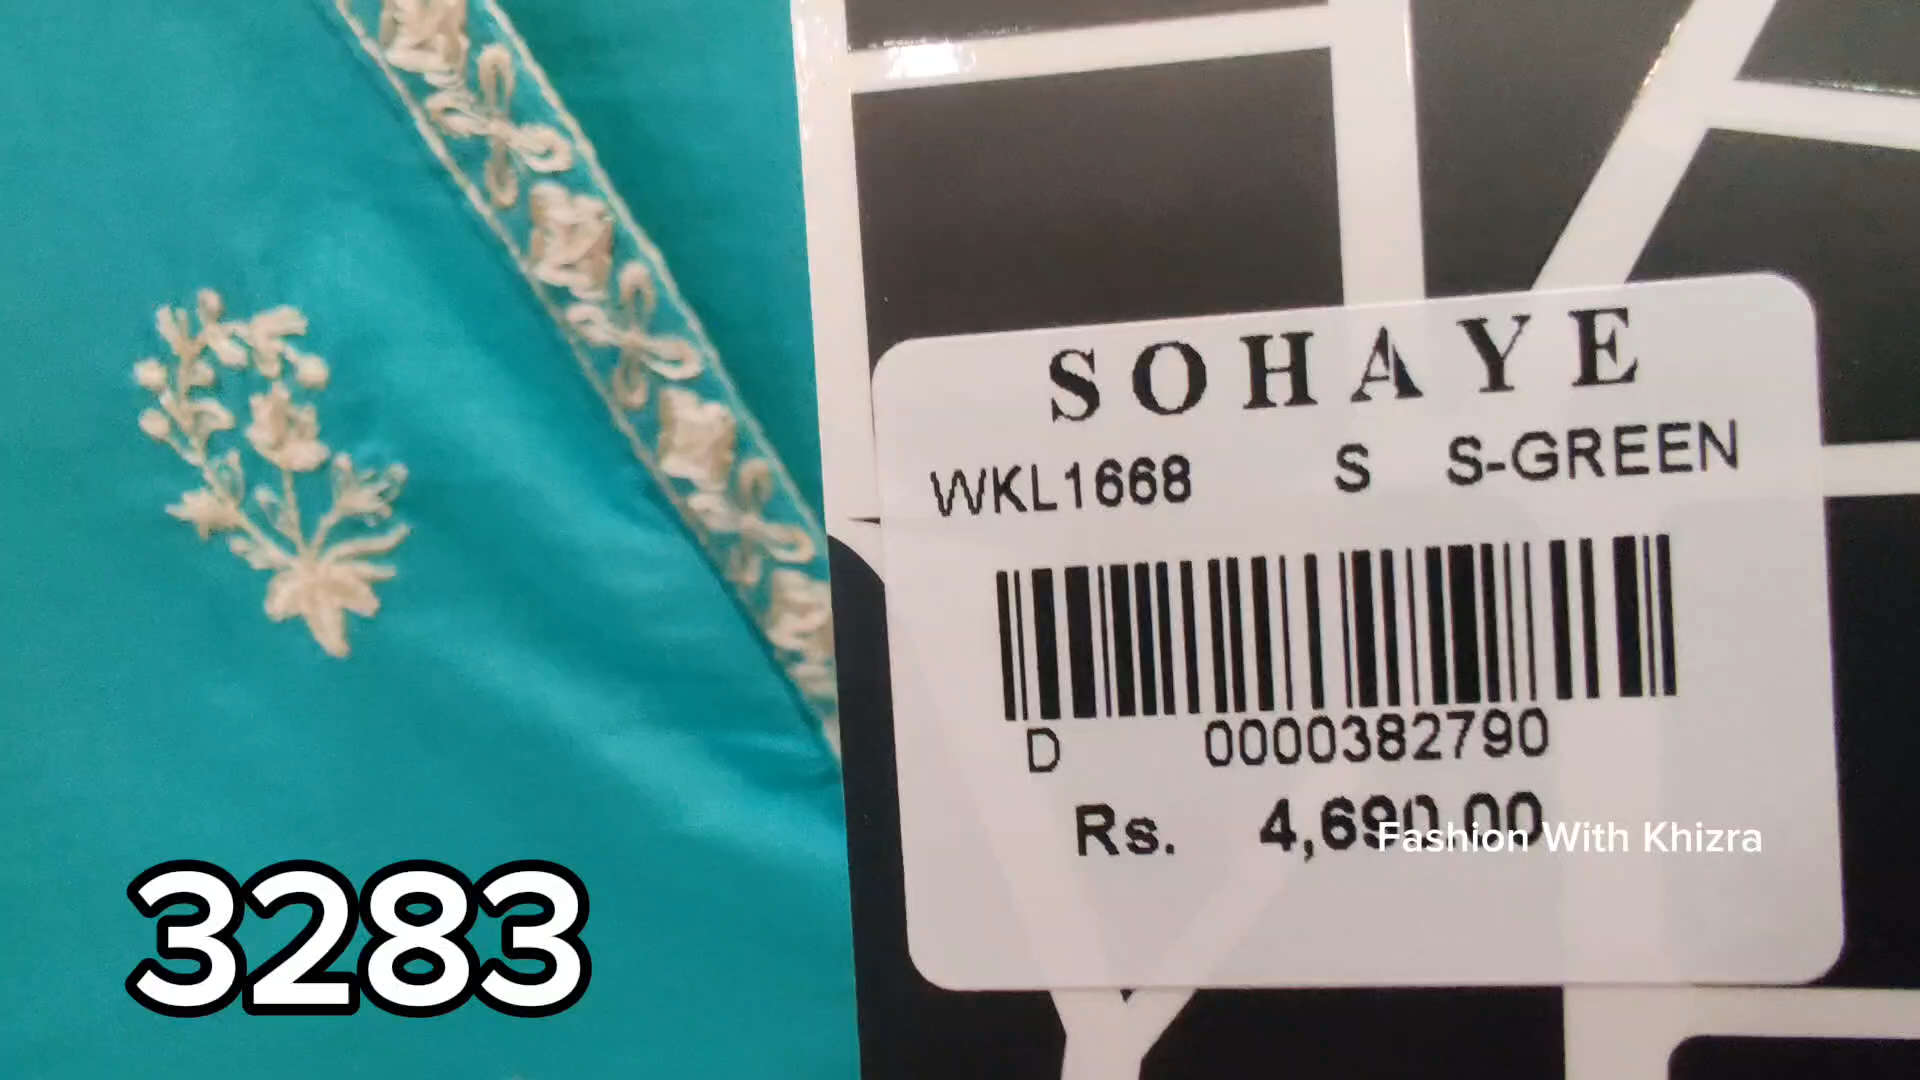 SOHAYE
WKL1668 S S-GREEN
D 0000382790
Rs. 4,690.00
Fashion With Khizra
3283